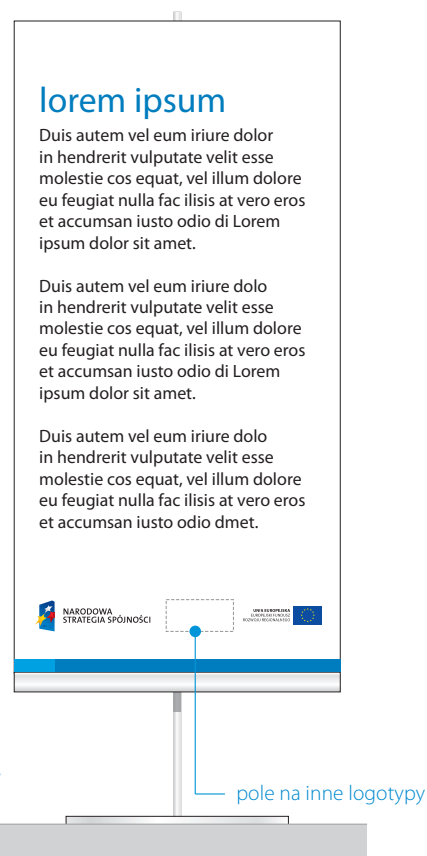 lorem ipsum
Duis autem vel eum iriure dolor
in hendrerit vulputate velit esse
molestie cos equat, vel illum dolore
eu feugiat nulla fac ilisis at vero eros
et accumsan iusto odio di Lorem
ipsum dolor sit amet.
Duis autem vel eum iriure dolo
in hendrerit vulputate velit esse
molestie cos equat, vel illum dolore
eu feugiat nulla fac ilisis at vero eros
et accumsan iusto odio di Lorem
ipsum dolor sit amet.
Duis autem vel eum iriure dolo
in hendrerit vulputate velit esse
molestie cos equat, vel illum dolore
eu feugiat nulla fac ilisis at vero eros
et accumsan iusto odio dmet.
NARODOWA
STRATEGIA SPÓJNOŚCI
UNIA EUROPEJSKA
EUROPEJSKI FUNDUSZ
ROZWOJU REGIONALNEGO
pole na inne logotypy